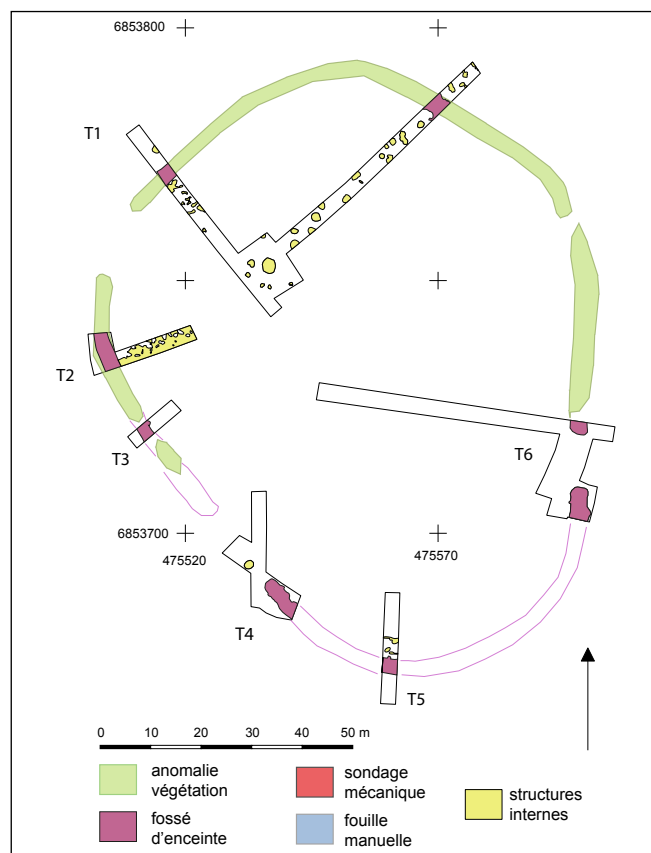 6853800
T1
T2
T3
T6
6853700
475520
475570
T4
T5
0 10 20 30 40 50 m
anomalie
végétation
sondage
mécanique
structures
internes
fossé
d'enceinte
fouille
manuelle